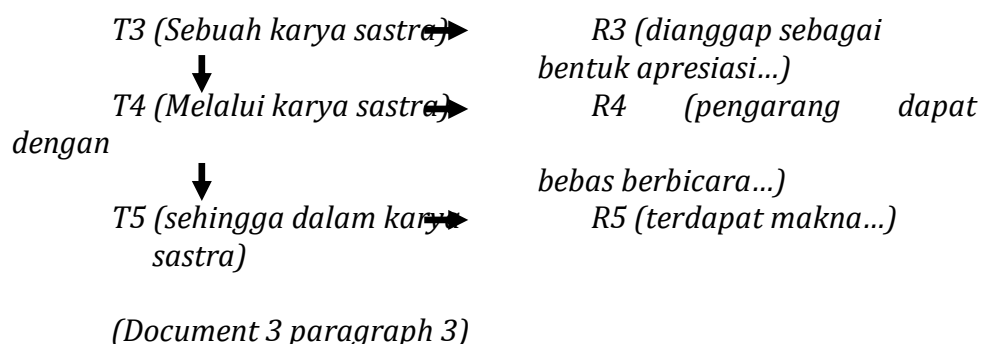 T3 (Sebuah karya sastra) R3 (dianggap sebagai
bentuk apresiasi…)
T4 (Melalui karya sastra) R4 (pengarang dapat
dengan
bebas berbicara…)
T5 (sehingga dalam karya R5 (terdapat makna…)
sastra)
(Document 3 paragraph 3)